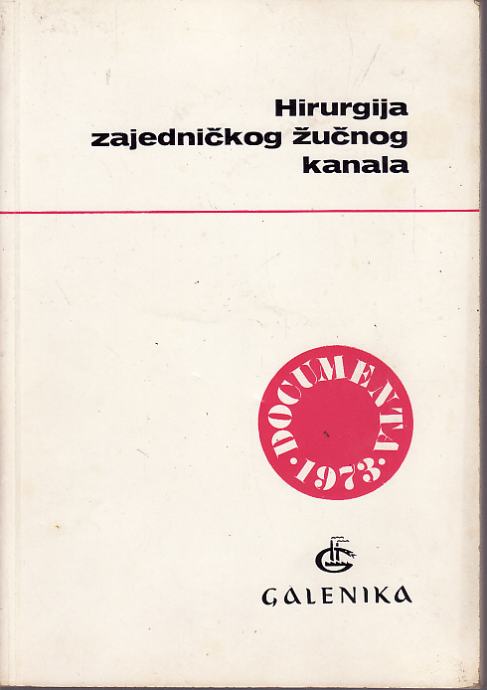 Hirurgija
zajedničkog žučnog
kanala
DOCUMENTA
·1973·
GALENIKA